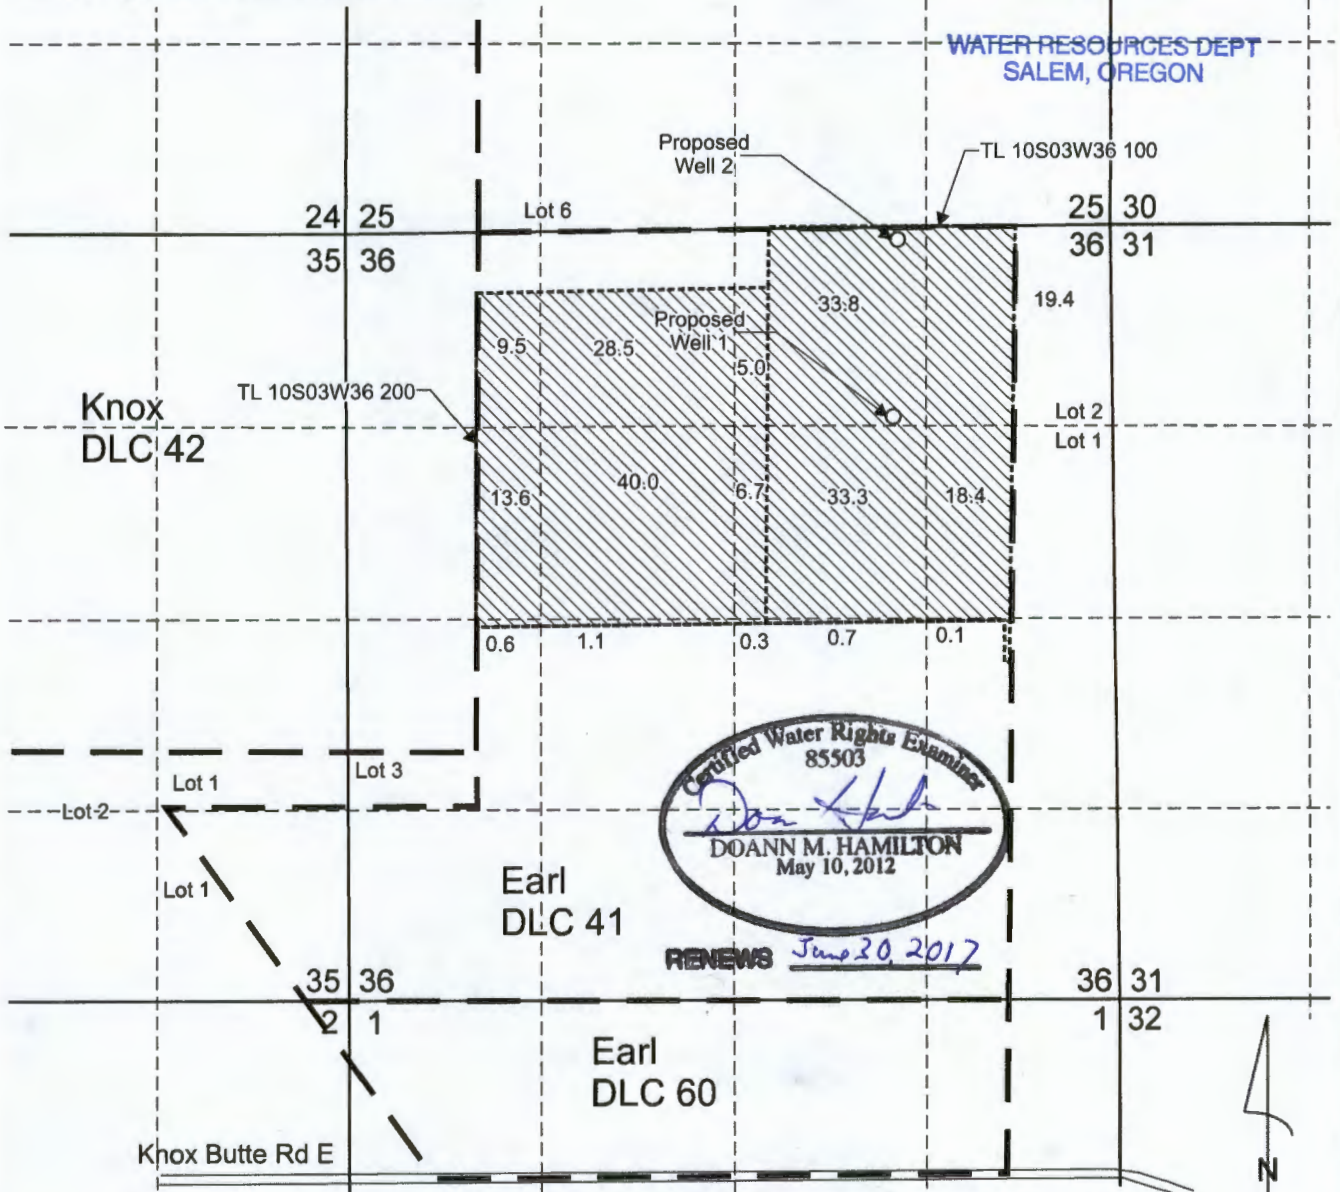 WATER RESOURCES DEPT
SALEM, OREGON
Proposed
Well 2
TL 10S03W36 100
24 25
Lot 6
25 30
35 36
36 31
19.4
33.8
Proposed
Well 1
9.5
28.5
5.0
TL 10S03W36 200
Knox
DLC 42
Lot 2
Lot 1
13.6
40.0
6.7
33.3
18.4
0.6
1.1
0.3
0.7
0.1
Certified Water Rights Examiner
85503
Lot 3
Lot 1
Lot 2
DOANN M. HAMILTON
May 10, 2012
Earl
DLC 41
Lot 1
RENEWS June 30, 2017
35 36
36 31
2 1
1 32
Earl
DLC 60
Knox Butte Rd E
N